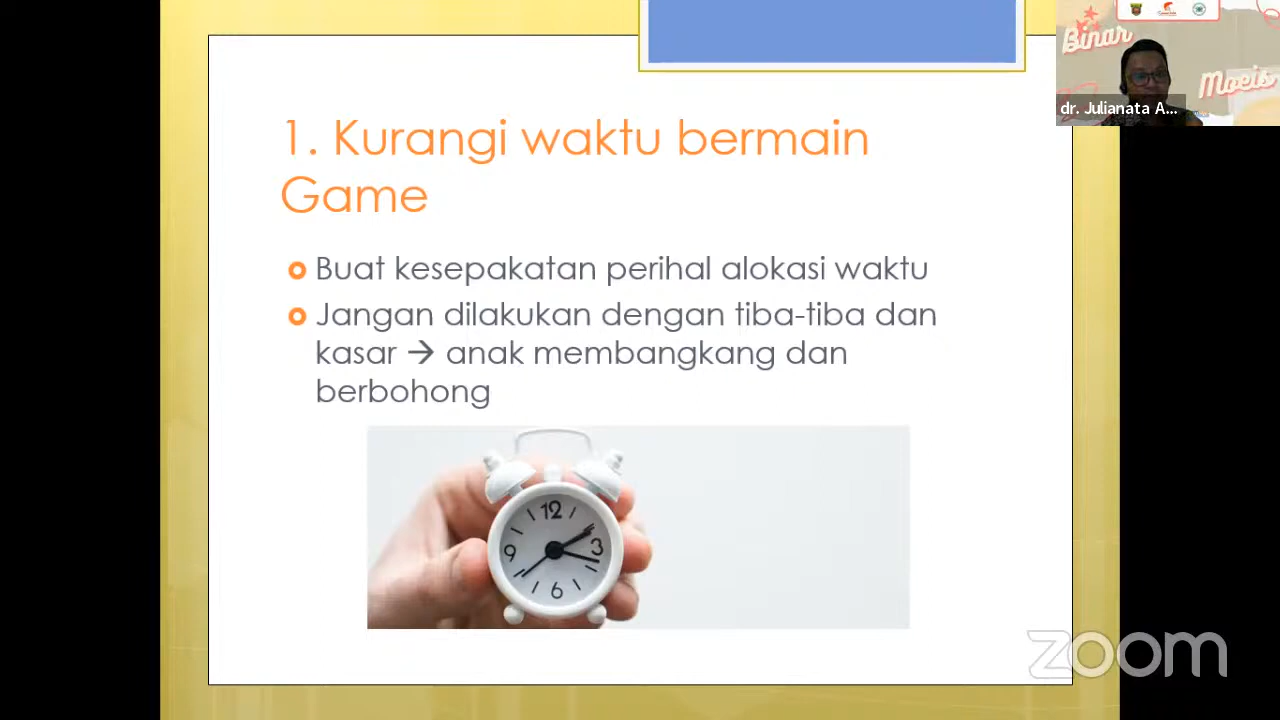 1. Kurangi waktu bermain
Game
Buat kesepakatan perihal alokasi waktu
Jangan dilakukan dengan tiba-tiba dan
kasar → anak membangkang dan
berbohong
12
3
6
9
Binar
Moeis
dr. Julianata A...
zoom